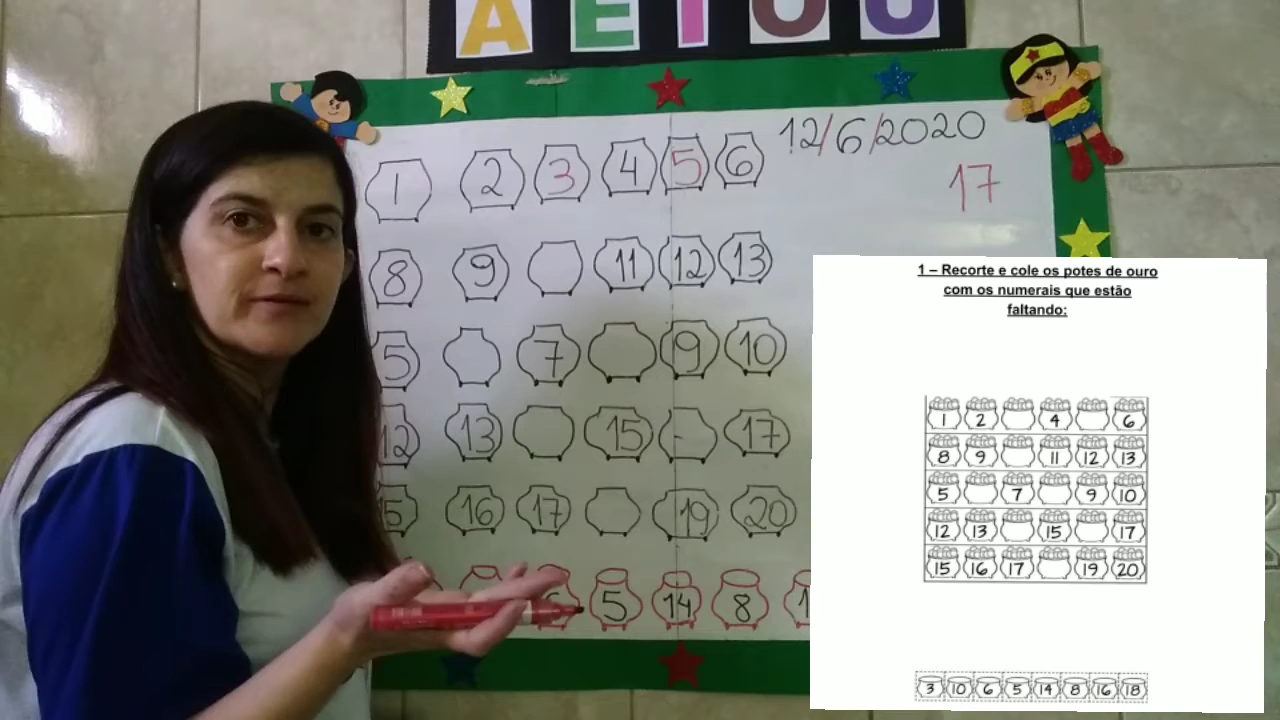 A E I O U
12/6/2020
17
1 2 3 4 5 6
8 9 11 12 13
5 7 9 10
12 13 15 17
15 16 17 19 20
6 5 14 8 1
1 – Recorte e cole os potes de ouro
com os numerais que estão
faltando:
1 2 4 6
8 9 11 12 13
5 7 9 10
12 13 15 17
15 16 17 19 20
3 10 6 5 14 8 16 18